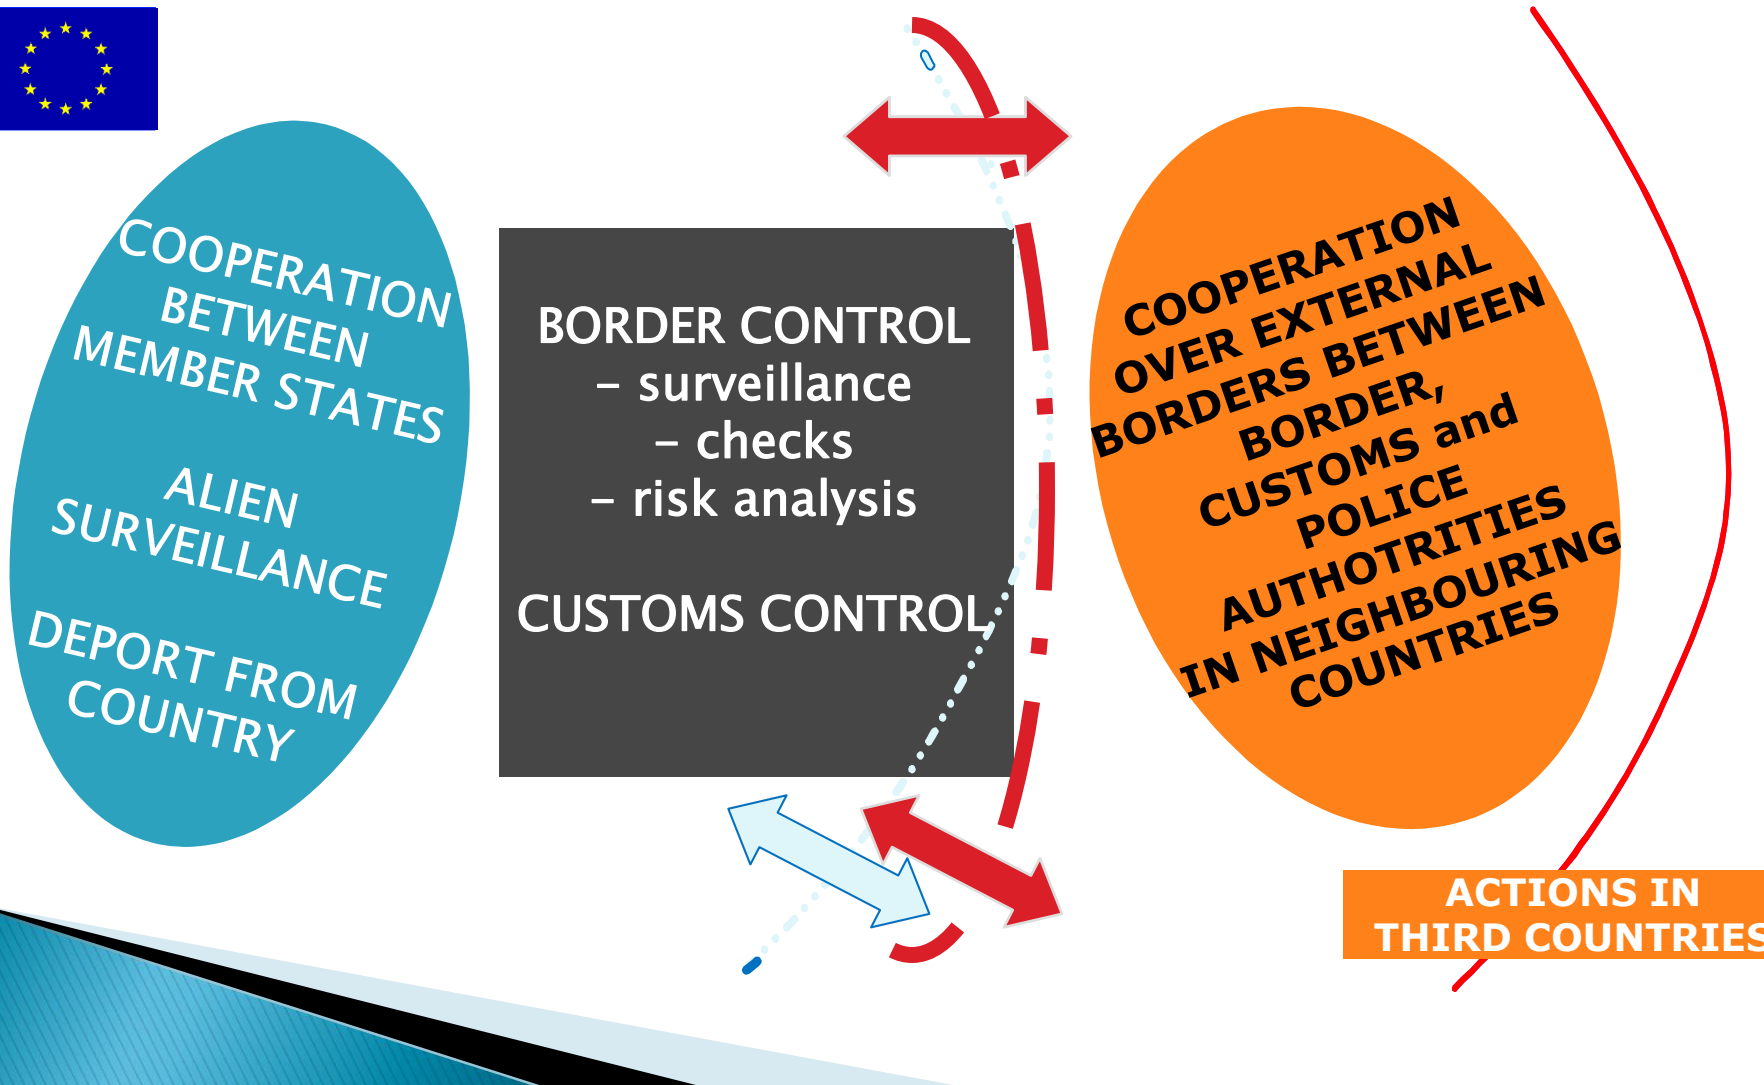 COOPERATION
BETWEEN
MEMBER STATES
ALIEN
SURVEILLANCE
DEPORT FROM
COUNTRY
BORDER CONTROL
– surveillance
– checks
– risk analysis
CUSTOMS CONTROL
COOPERATION
OVER EXTERNAL
BORDERS BETWEEN
BORDER,
CUSTOMS and
POLICE
AUTHOTRITIES
IN NEIGHBOURING
COUNTRIES
ACTIONS IN
THIRD COUNTRIES